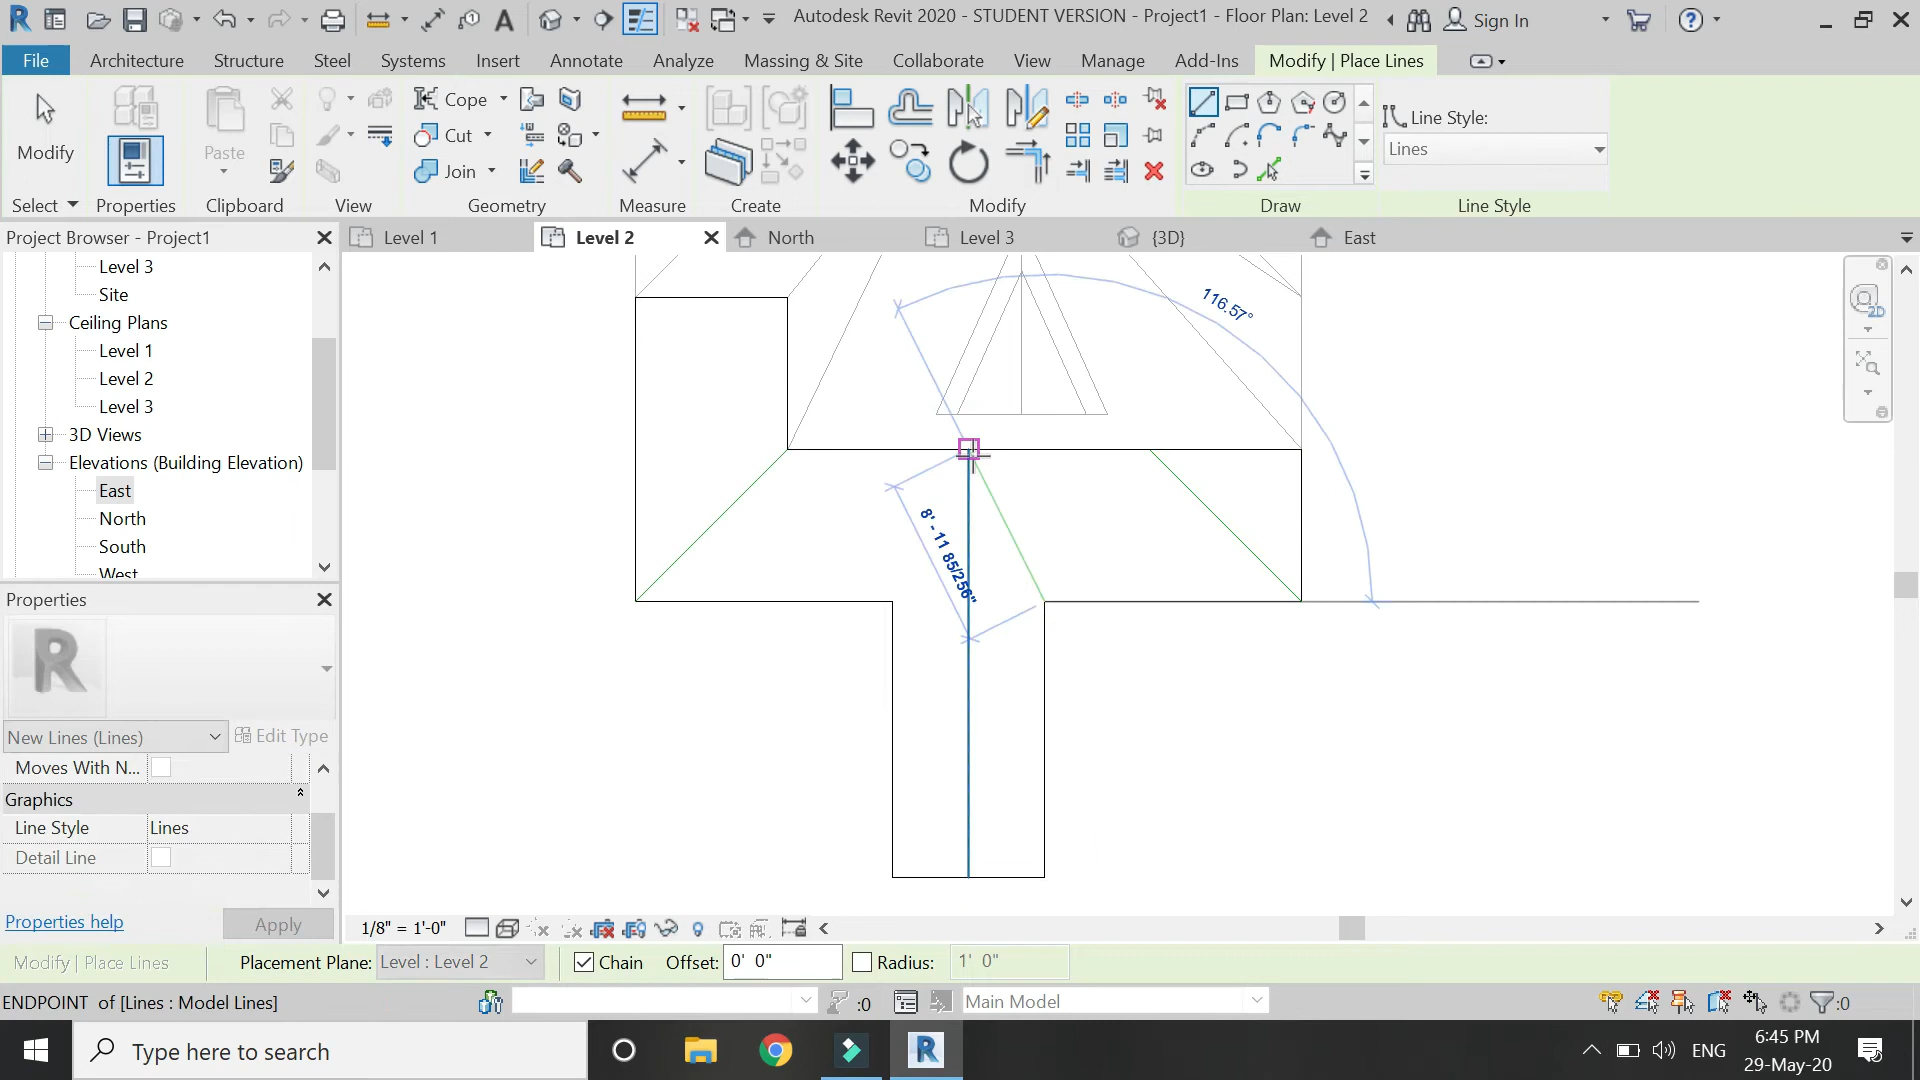 Autodesk Revit 2020 - STUDENT VERSION - Project1 - Floor Plan: Level 2
Sign In
File
Architecture
Structure
Steel
Systems
Insert
Annotate
Analyze
Massing & Site
Collaborate
View
Manage
Add-Ins
Modify | Place Lines
Modify
Paste
Cope
Cut
Join
Line Style:
Lines
Select
Properties
Clipboard
View
Geometry
Measure
Create
Modify
Draw
Line Style
Project Browser - Project1
Level 1
Level 2
North
Level 3
{3D}
East
Level 3
Site
Ceiling Plans
Level 1
Level 2
Level 3
3D Views
Elevations (Building Elevation)
East
North
South
West
116.57°
8' - 11 85/256"
2D
Properties
R
New Lines (Lines)
Edit Type
Moves With N...
Graphics
Line Style
Lines
Detail Line
Properties help
Apply
1/8" = 1'-0"
Modify | Place Lines
Placement Plane:
Level : Level 2
Chain
Offset:
0' 0"
Radius:
1' 0"
ENDPOINT of [Lines : Model Lines]
:0
Main Model
:0
Type here to search
ENG
6:45 PM
29-May-20